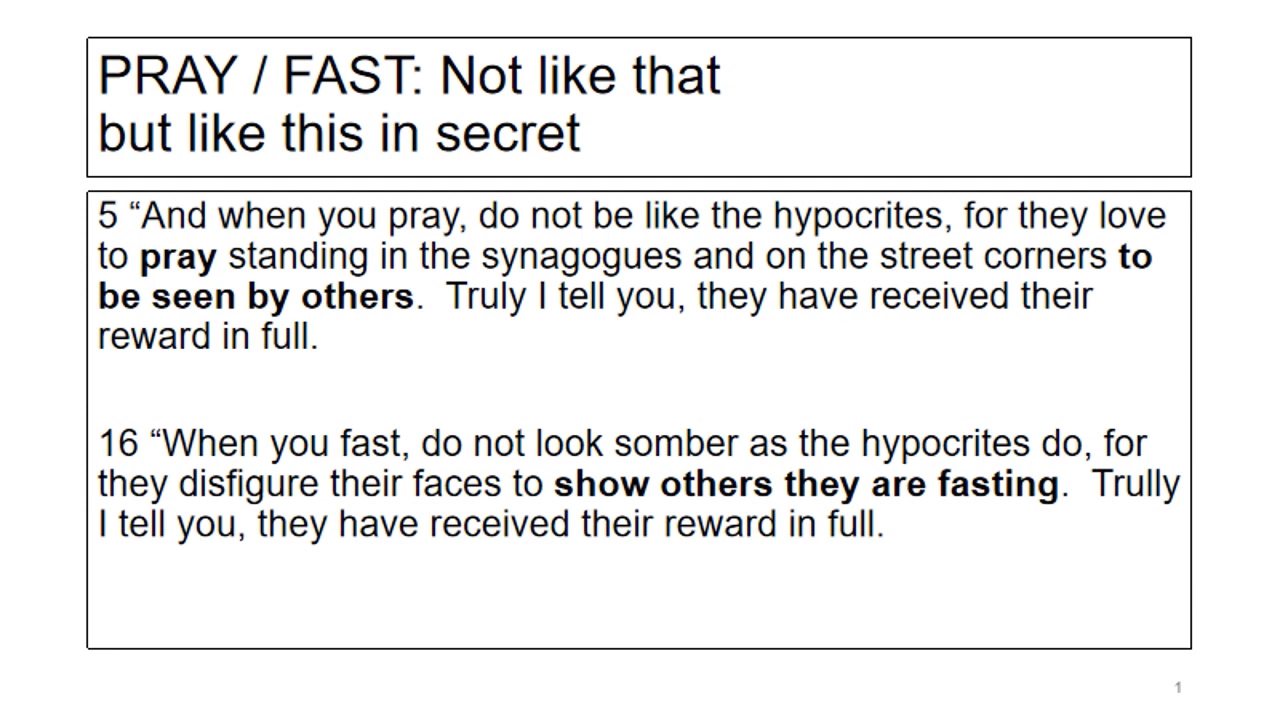 PRAY / FAST: Not like that
but like this in secret
5 “And when you pray, do not be like the hypocrites, for they love
to pray standing in the synagogues and on the street corners to
be seen by others.  Truly I tell you, they have received their
reward in full.
16 “When you fast, do not look somber as the hypocrites do, for
they disfigure their faces to show others they are fasting.  Trully
I tell you, they have received their reward in full.
1